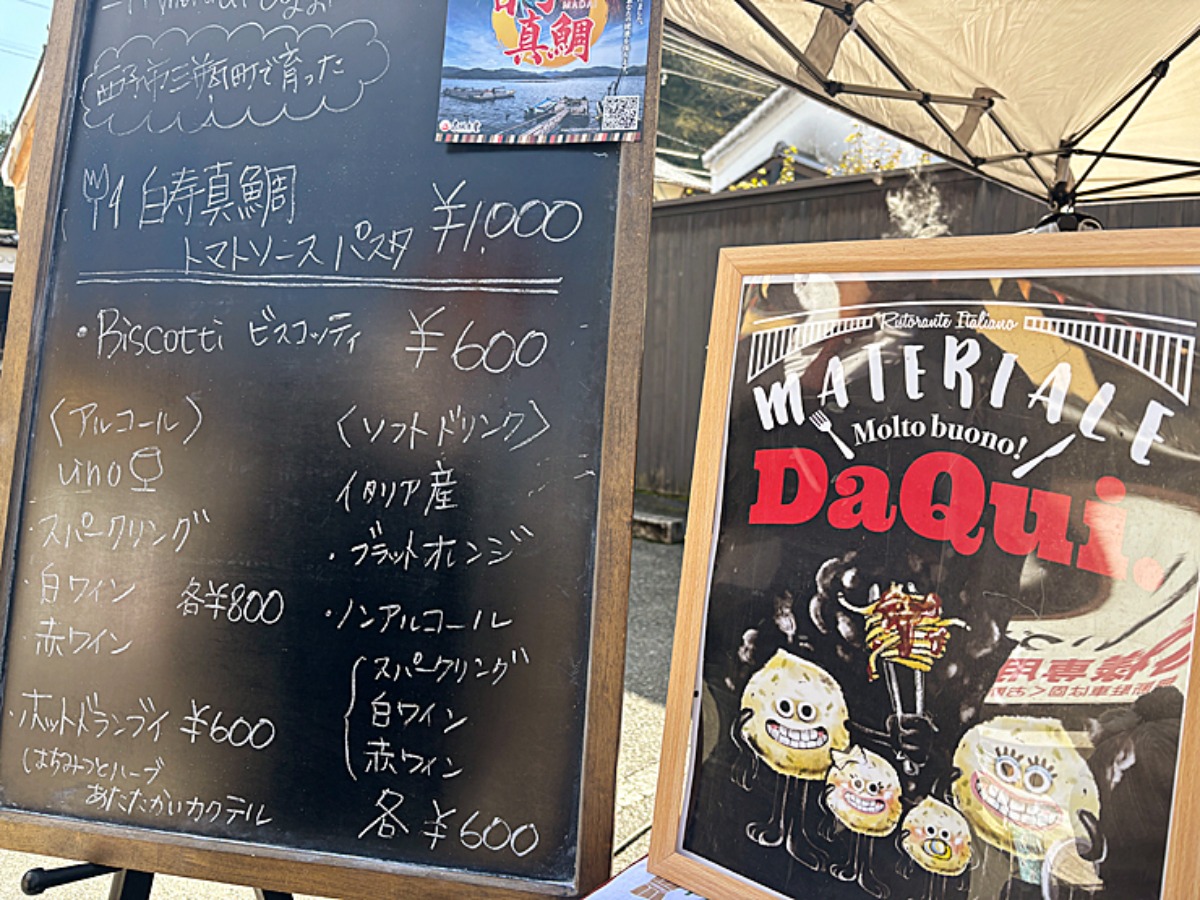 西予市三瓶町で育った
白寿真鯛
トマトソースパスタ ¥1,000
・Biscotti ビスコッティ ¥600
〈アルコール〉
uno
・スパークリング
・白ワイン 各¥800
・赤ワイン
・ホットドランブイ ¥600
(はちみつとハーブ
あたたかいカクテル
〈ソフトドリンク〉
イタリア産
・ブラットオレンジ
・ノンアルコール
スパークリング
白ワイン
赤ワイン
各¥600
真鯛
Ristorante Italiano
MATERIALE
Molto buono!
DaQui.